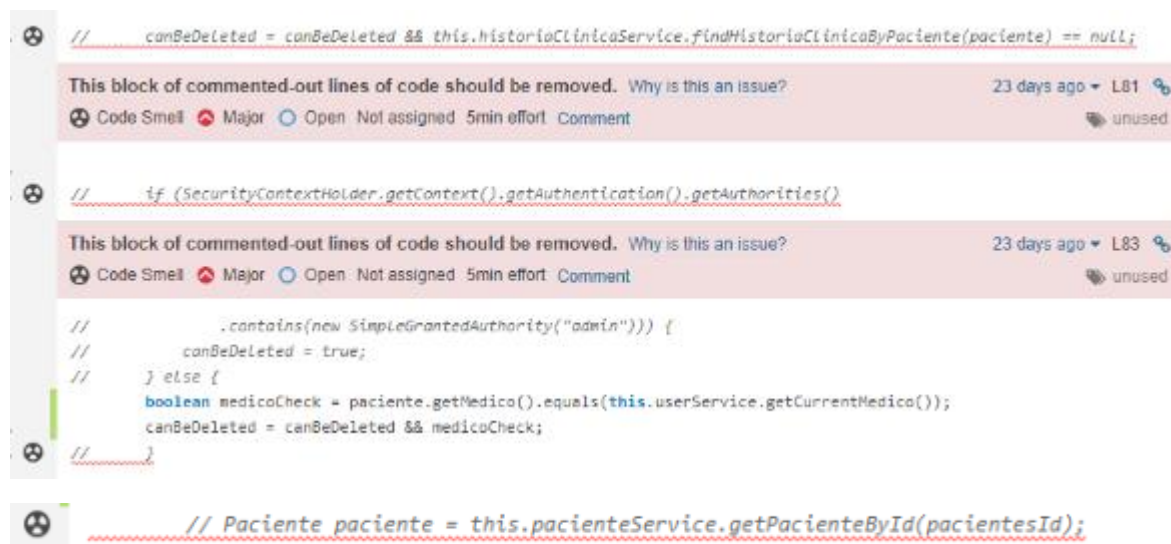 // canBeDeleted = canBeDeleted && this.historiaClinicaService.findHistoriaClinicaByPaciente(paciente) == null;
This block of commented-out lines of code should be removed. Why is this an issue? 23 days ago L81
Code Smell Major Open Not assigned 5min effort Comment unused
// if (SecurityContextHolder.getContext().getAuthentication().getAuthorities()
This block of commented-out lines of code should be removed. Why is this an issue? 23 days ago L83
Code Smell Major Open Not assigned 5min effort Comment unused
// .contains(new SimpleGrantedAuthority("admin"))) {
// canBeDeleted = true;
// } else {
boolean medicoCheck = paciente.getMedico().equals(this.userService.getCurrentMedico());
canBeDeleted = canBeDeleted && medicoCheck;
// }
// Paciente paciente = this.pacienteService.getPacienteById(pacientesId);